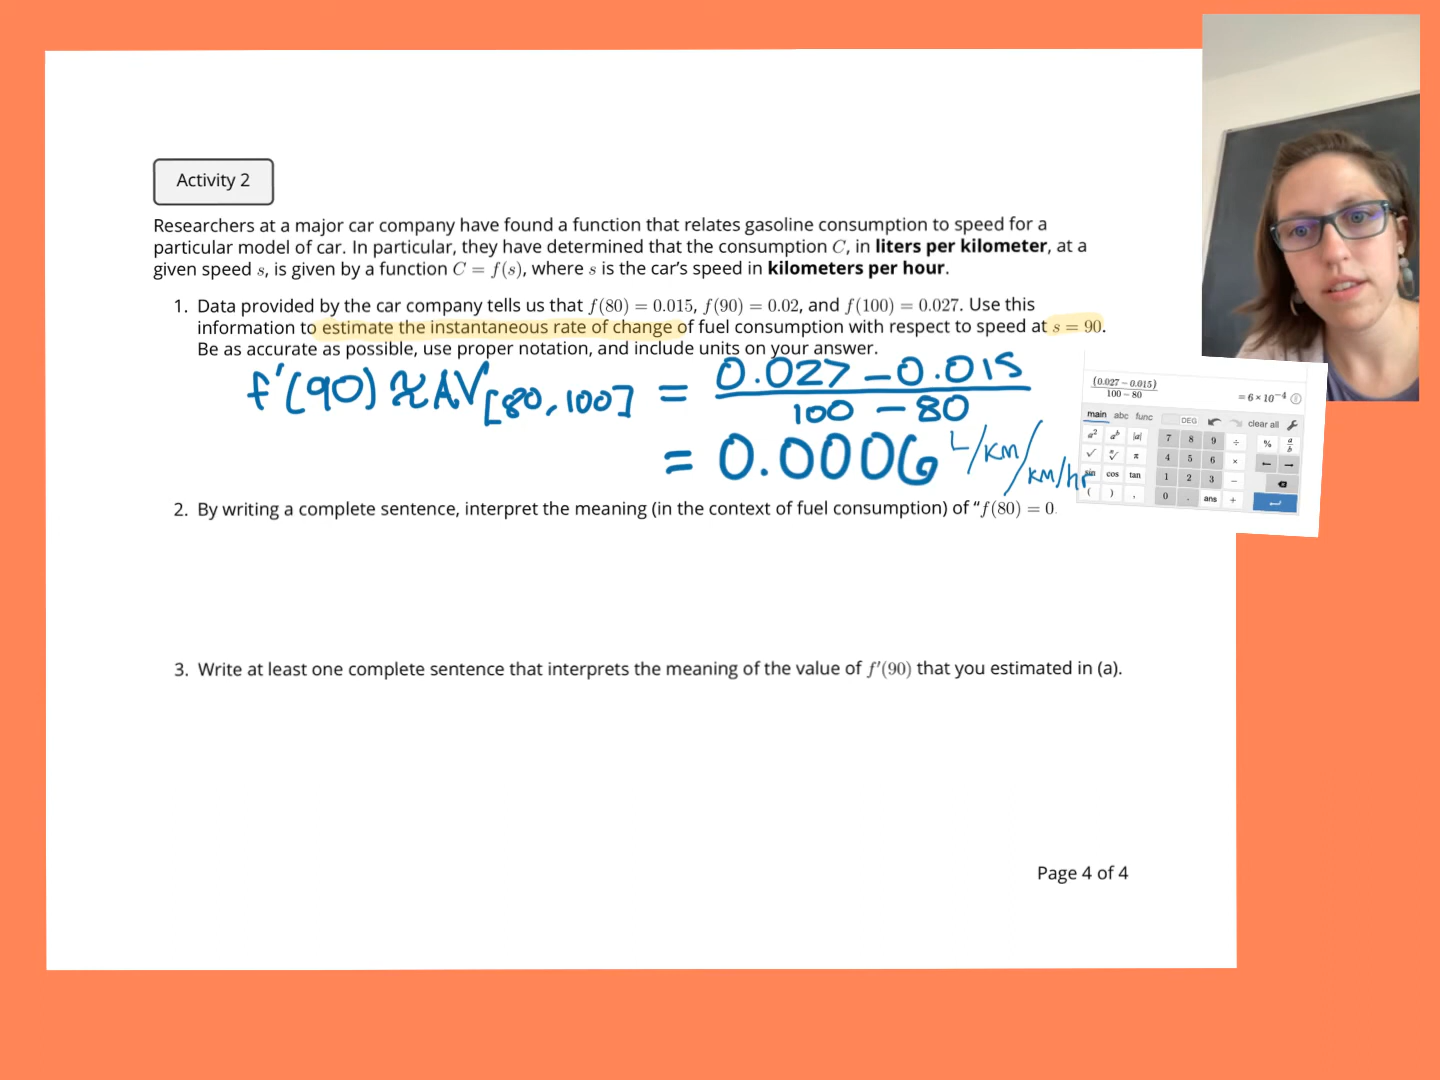 Activity 2
Researchers at a major car company have found a function that relates gasoline consumption to speed for a
particular model of car. In particular, they have determined that the consumption C, in liters per kilometer, at a
given speed s, is given by a function C = f(s), where s is the car's speed in kilometers per hour.
1. Data provided by the car company tells us that f(80) = 0.015, f(90) = 0.02, and f(100) = 0.027. Use this
information to estimate the instantaneous rate of change of fuel consumption with respect to speed at s = 90.
Be as accurate as possible, use proper notation, and include units on your answer.
f'(90) ≈ AV[80,100] = 0.027 - 0.015
100 - 80
= 0.0006 L/KM/KM/hr
(0.027 - 0.015)
100 - 80
= 6 × 10⁻⁴
main abc func DEG clear all
a² aᵇ |a| 7 8 9 ÷ % a/b
√ ⁿ√ π 4 5 6 × ← →
sin cos tan 1 2 3 −
( ) , 0 . ans +
2. By writing a complete sentence, interpret the meaning (in the context of fuel consumption) of "f(80) = 0.
3. Write at least one complete sentence that interprets the meaning of the value of f'(90) that you estimated in (a).
Page 4 of 4